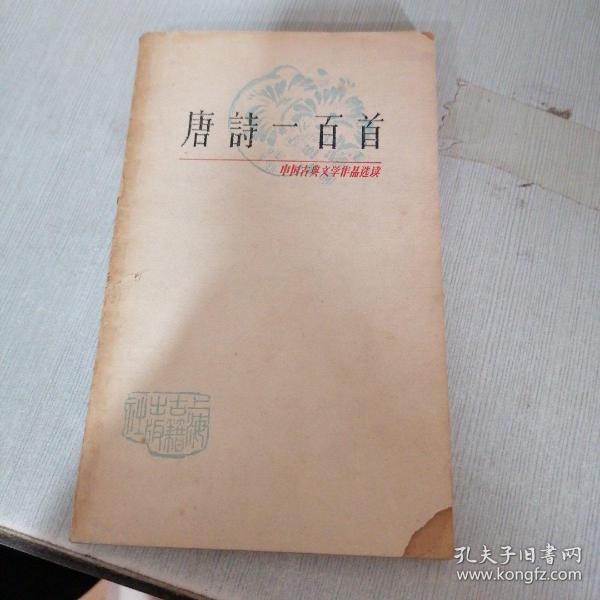 唐詩一百首
中国古典文学作品选读
上海
古籍
出版
社
孔夫子旧书网
www.kongfz.com